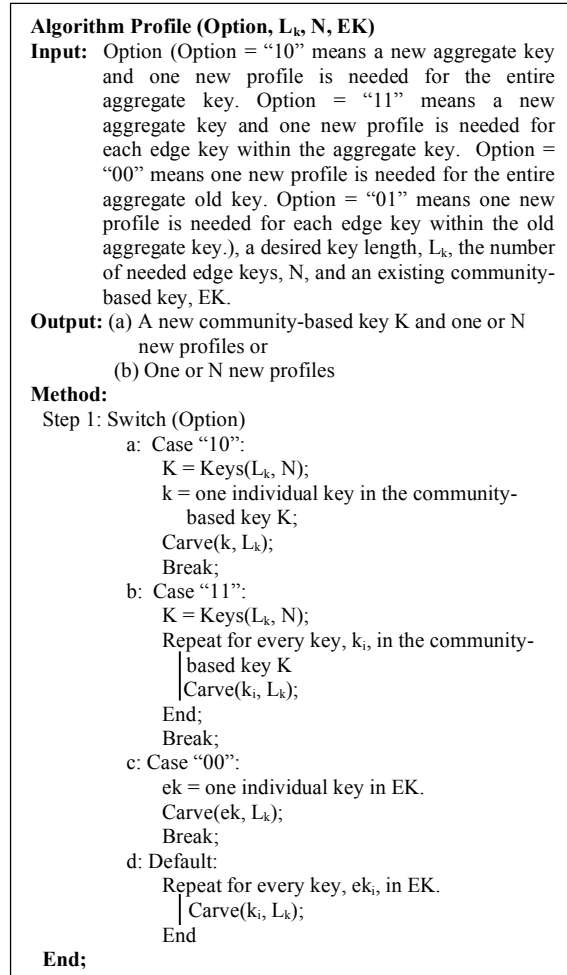 Algorithm Profile (Option, Lk, N, EK)
Input: Option (Option = “10” means a new aggregate key
and one new profile is needed for the entire
aggregate key. Option = “11” means a new
aggregate key and one new profile is needed for
each edge key within the aggregate key. Option =
“00” means one new profile is needed for the entire
aggregate old key. Option = “01” means one new
profile is needed for each edge key within the old
aggregate key.), a desired key length, Lk, the number
of needed edge keys, N, and an existing community-
based key, EK.
Output: (a) A new community-based key K and one or N
new profiles or
(b) One or N new profiles
Method:
Step 1: Switch (Option)
a: Case “10”:
K = Keys(Lk, N);
k = one individual key in the community-
based key K;
Carve(k, Lk);
Break;
b: Case “11”:
K = Keys(Lk, N);
Repeat for every key, ki, in the community-
based key K
Carve(ki, Lk);
End;
Break;
c: Case “00”:
ek = one individual key in EK.
Carve(ek, Lk);
Break;
d: Default:
Repeat for every key, eki, in EK.
Carve(ki, Lk);
End
End;